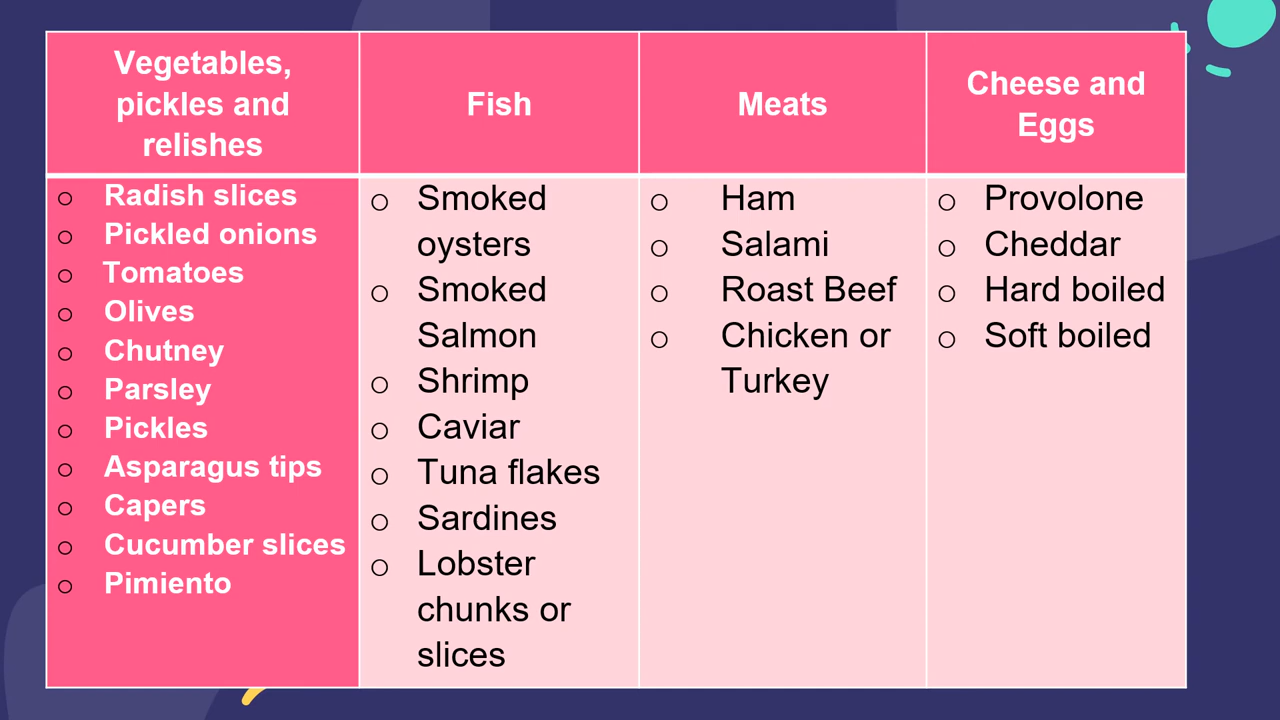 Vegetables,
pickles and
relishes
Fish
Meats
Cheese and
Eggs
Radish slices
Pickled onions
Tomatoes
Olives
Chutney
Parsley
Pickles
Asparagus tips
Capers
Cucumber slices
Pimiento
Smoked
oysters
Smoked
Salmon
Shrimp
Caviar
Tuna flakes
Sardines
Lobster
chunks or
slices
Ham
Salami
Roast Beef
Chicken or
Turkey
Provolone
Cheddar
Hard boiled
Soft boiled